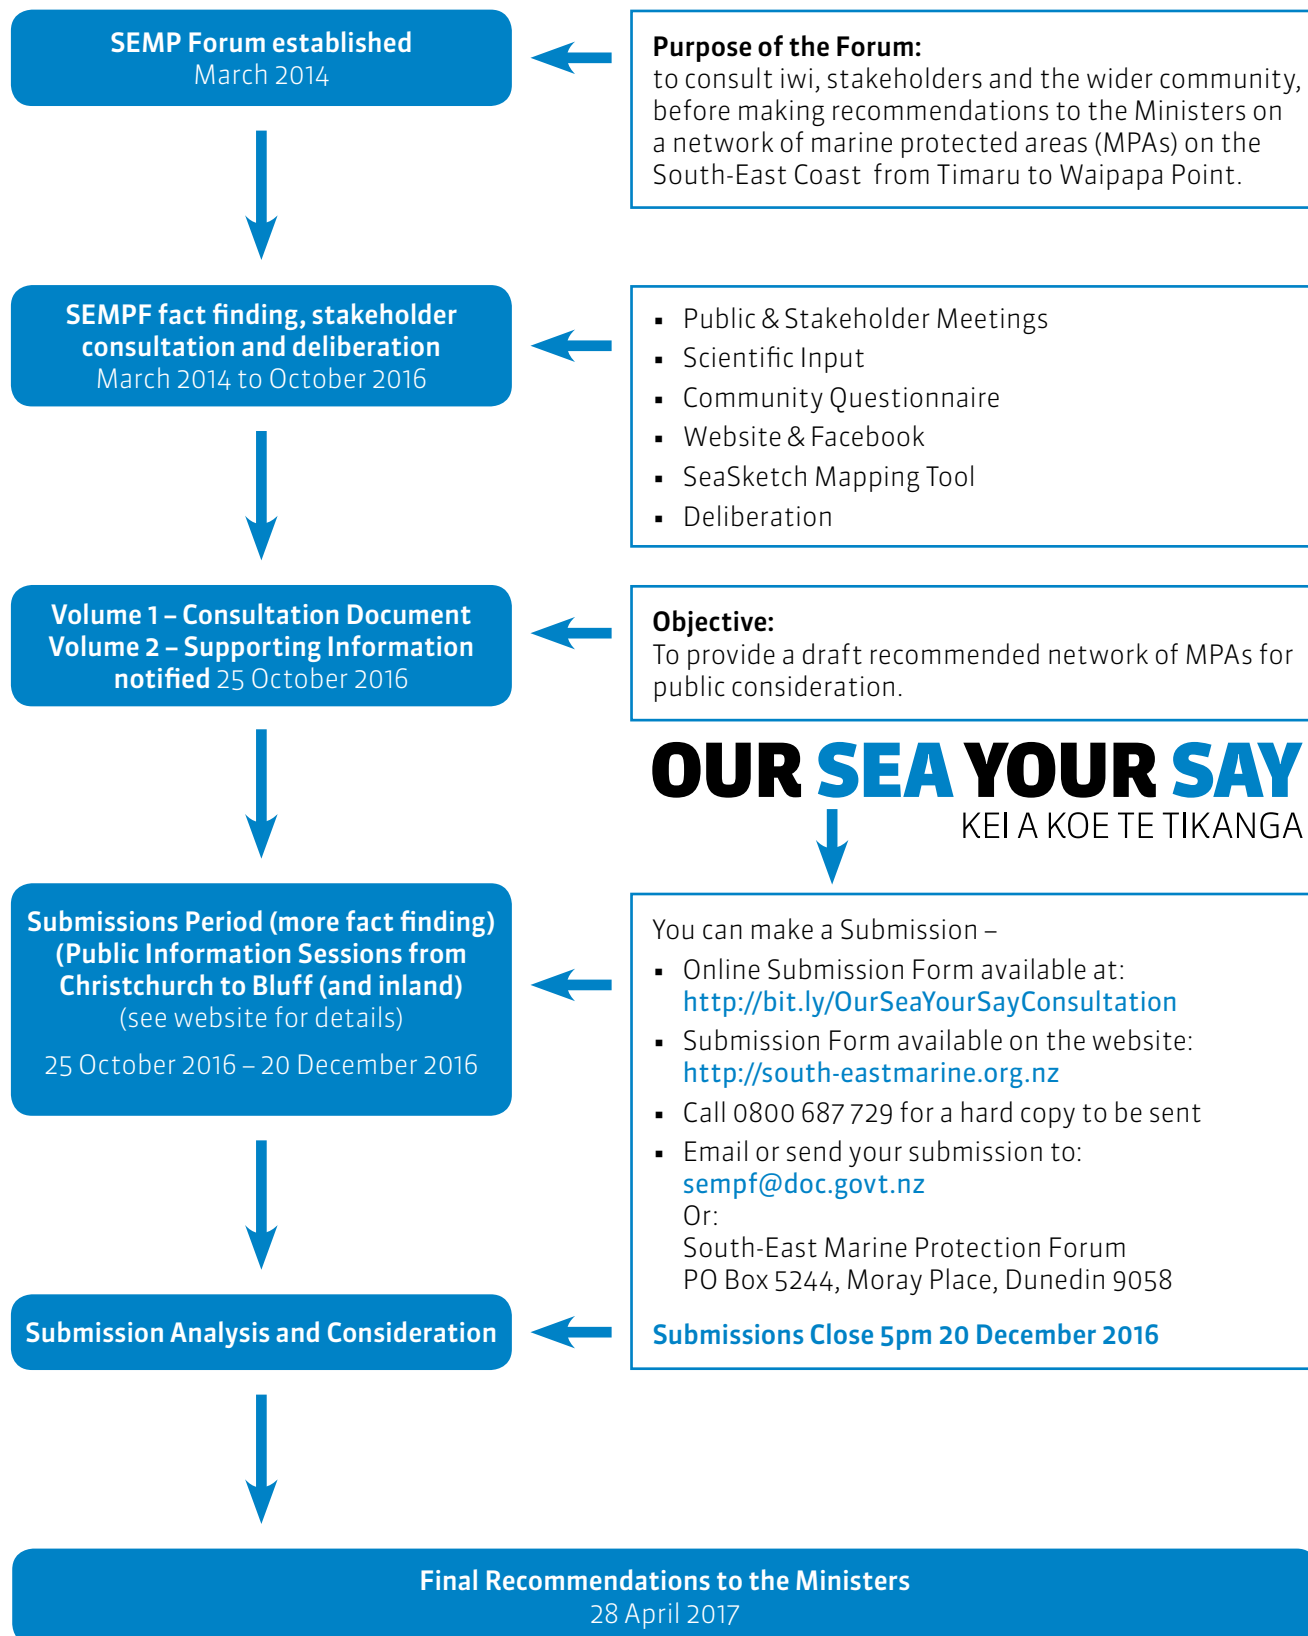 SEMP Forum established
March 2014
Purpose of the Forum:
to consult iwi, stakeholders and the wider community,
before making recommendations to the Ministers on
a network of marine protected areas (MPAs) on the
South-East Coast  from Timaru to Waipapa Point.
SEMPF fact finding, stakeholder
consultation and deliberation
March 2014 to October 2016
▪ Public & Stakeholder Meetings
▪ Scientific Input
▪ Community Questionnaire
▪ Website & Facebook
▪ SeaSketch Mapping Tool
▪ Deliberation
Volume 1 – Consultation Document
Volume 2 – Supporting Information
notified 25 October 2016
Objective:
To provide a draft recommended network of MPAs for
public consideration.
OUR SEA YOUR SAY
KEI A KOE TE TIKANGA
Submissions Period (more fact finding)
(Public Information Sessions from
Christchurch to Bluff (and inland)
(see website for details)
25 October 2016 – 20 December 2016
You can make a Submission –
▪ Online Submission Form available at:
http://bit.ly/OurSeaYourSayConsultation
▪ Submission Form available on the website:
http://south-eastmarine.org.nz
▪ Call 0800 687 729 for a hard copy to be sent
▪ Email or send your submission to:
sempf@doc.govt.nz
Or:
South-East Marine Protection Forum
PO Box 5244, Moray Place, Dunedin 9058
Submissions Close 5pm 20 December 2016
Submission Analysis and Consideration
Final Recommendations to the Ministers
28 April 2017